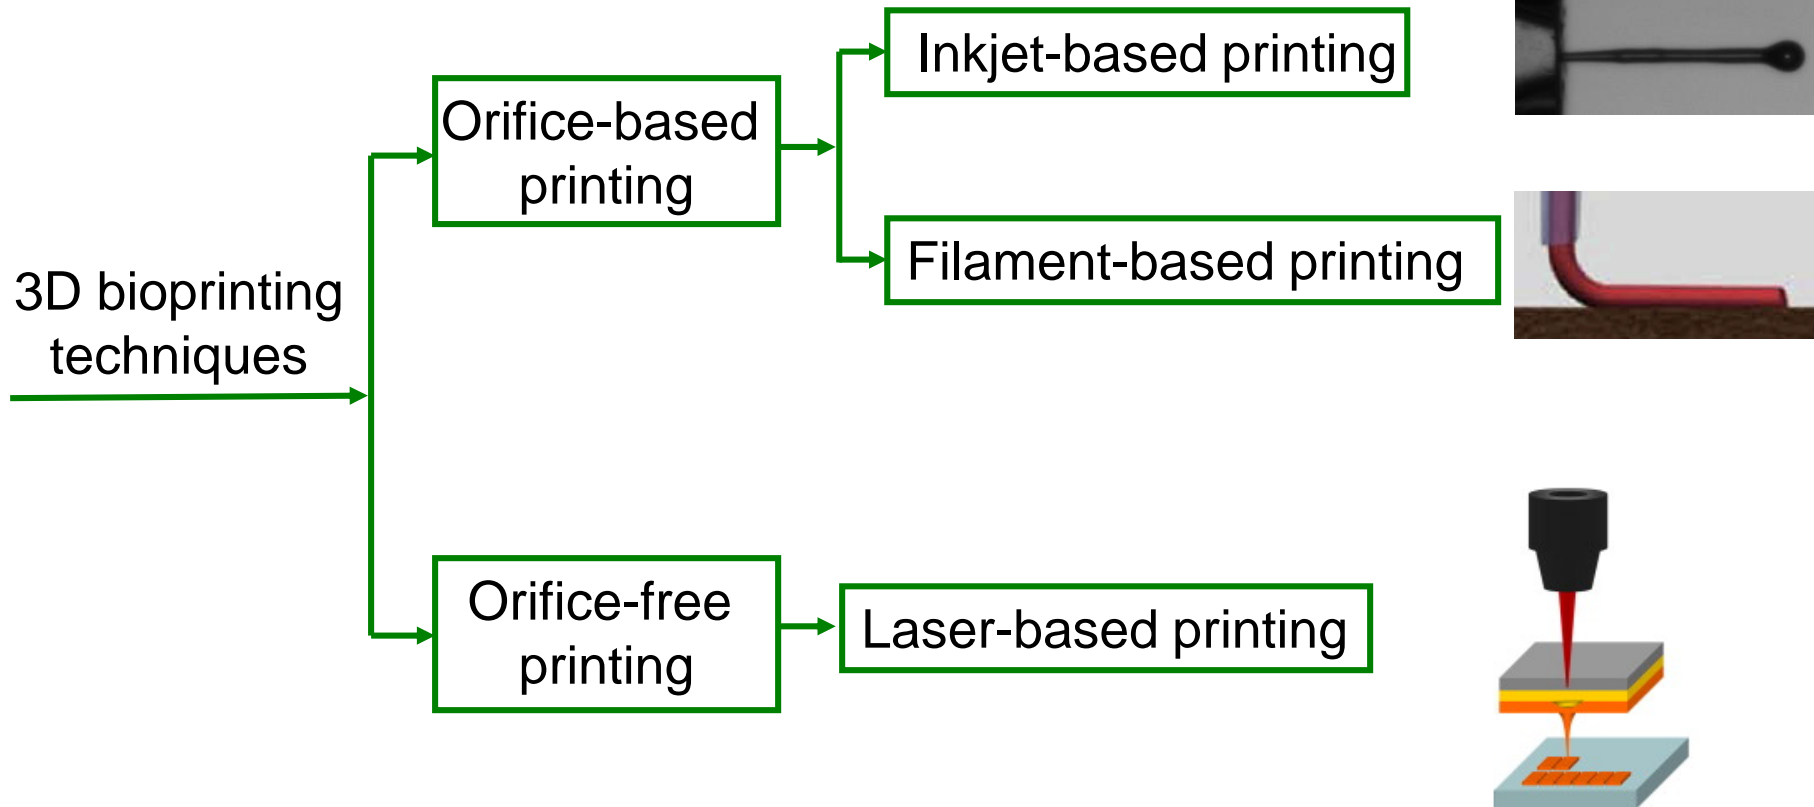 3D bioprinting
techniques
Orifice-based
printing
Inkjet-based printing
Filament-based printing
Orifice-free
printing
Laser-based printing